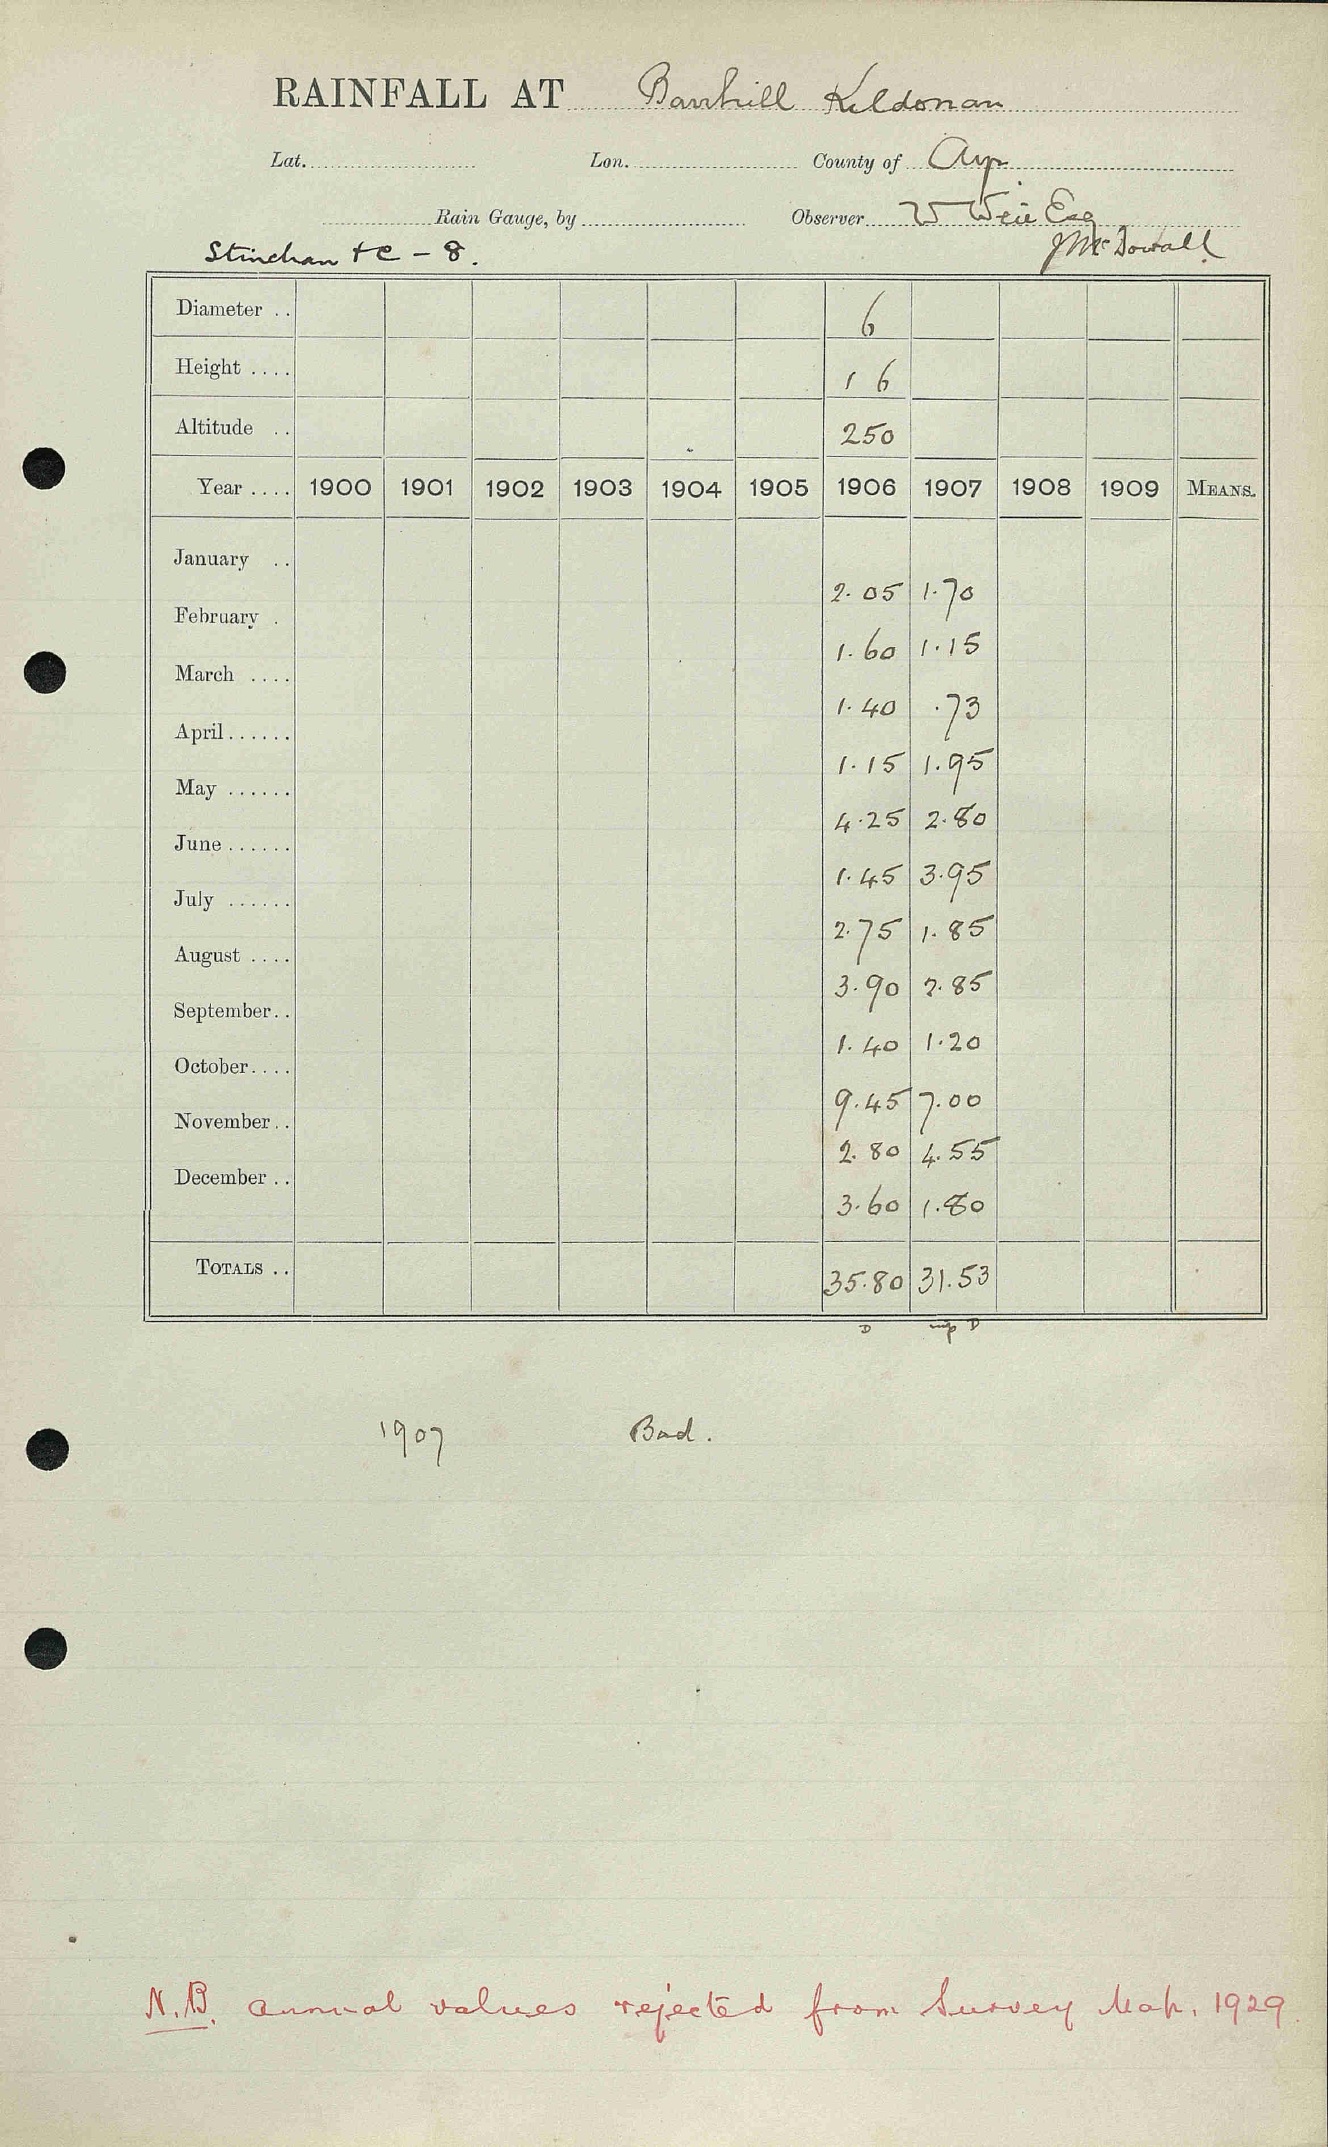 RAINFALL AT Barrhill Kildonan
Lat. Lon. County of Ayr
Rain Gauge, by Observer W Weir Esq
J McDowall
Stinchar &c - 8.
Diameter .. 6
Height .... 1 6
Altitude .. 250
Year .... 1900 1901 1902 1903 1904 1905 1906 1907 1908 1909 MEANS.
January .. 2.05 1.70
February . 1.60 1.15
March .... 1.40 .73
April ...... 1.15 1.95
May ...... 4.25 2.80
June ...... 1.45 3.95
July ...... 2.75 1.85
August .... 3.90 2.85
September .. 1.40 1.20
October .... 9.45 7.00
November .. 2.80 4.55
December .. 3.60 1.80
TOTALS .. 35.80 31.53
D D
1907 Bad.
N.B. annual values rejected from Survey Map. 1929.